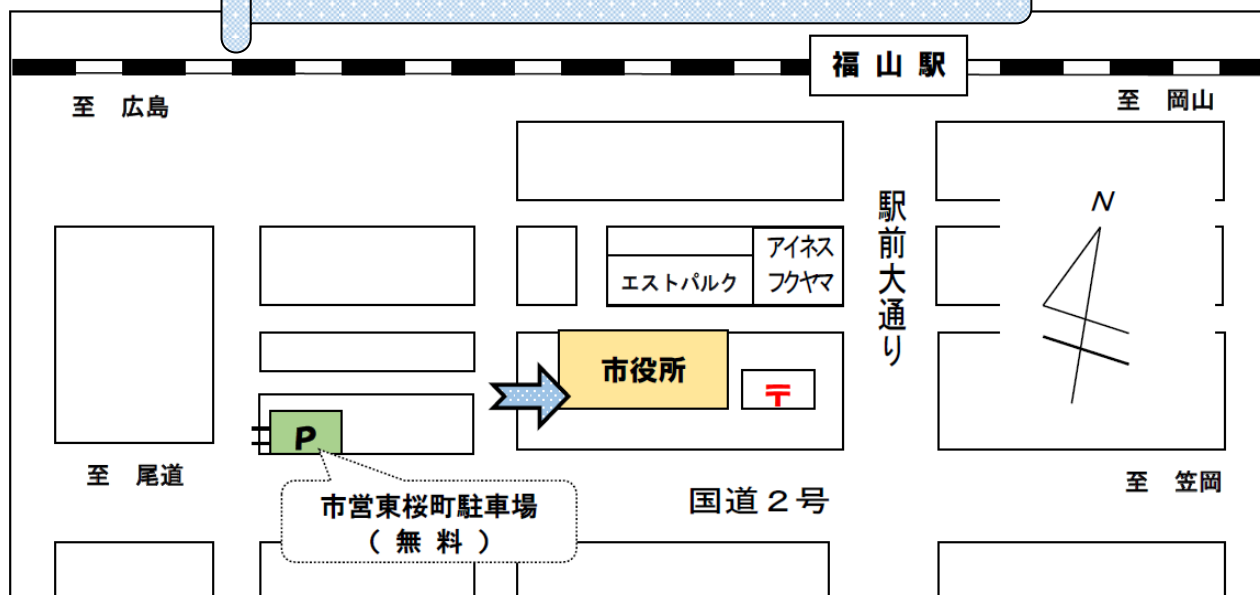 福山駅
至 広島
至 岡山
駅前大通り
N
アイネス
フクヤマ
エストパルク
市役所
〒
P
至 尾道
至 笠岡
市営東桜町駐車場
（無料）
国道２号